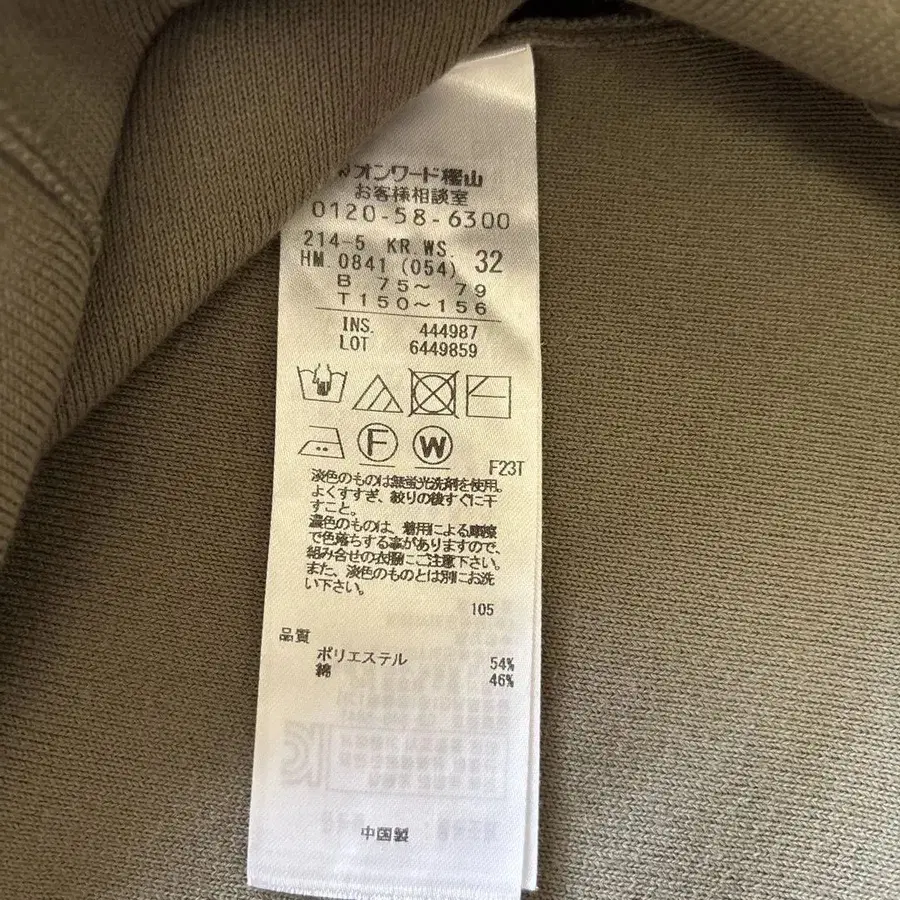 オンワード樫山
お客様相談室
0120-58-6300
214-5 KR WS. 32
HM.0841 (054)
B 75～ 79
T150～156
INS. 444987
LOT 6449859
F W
F23T
淡色のものは無蛍光洗剤を使用。
よくすすぎ、絞りの後すぐに干
すこと。
濃色のものは、着用による摩擦
で色落ちする事がありますので、
組み合せの衣服にご注意下さい。
また、淡色のものとは別にお洗
い下さい。
105
品質
ポリエステル 54%
綿 46%
中国製